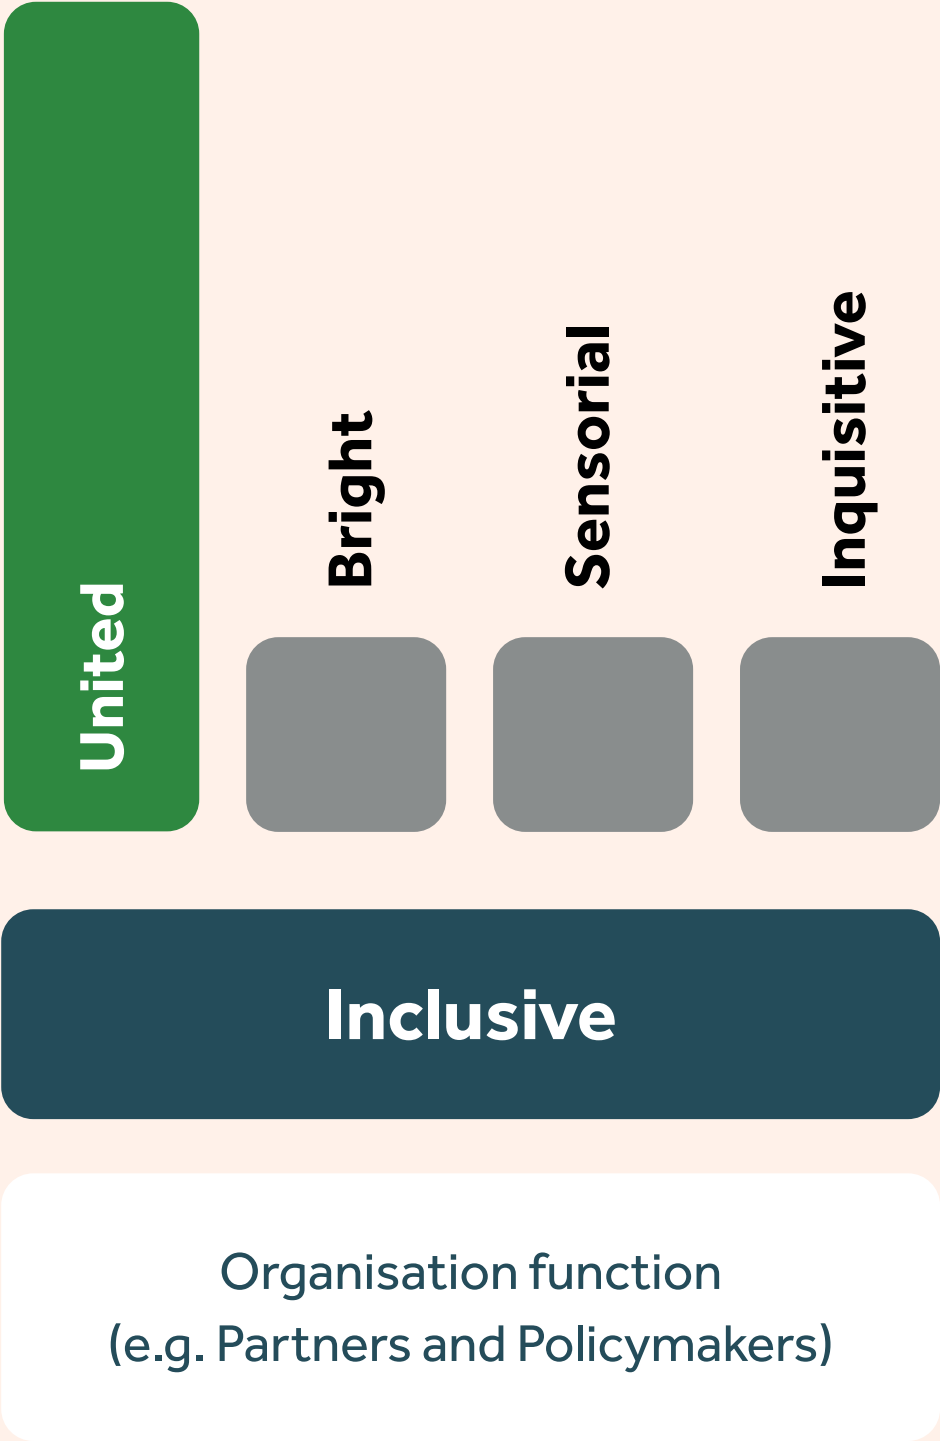 United
Bright
Sensorial
Inquisitive
Inclusive
Organisation function
(e.g. Partners and Policymakers)